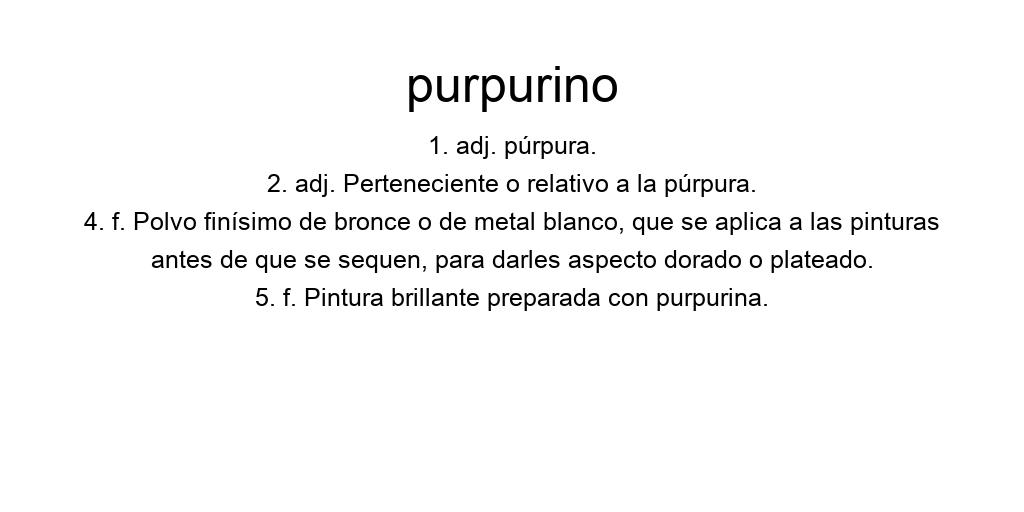 purpurino
1. adj. púrpura.
2. adj. Perteneciente o relativo a la púrpura.
4. f. Polvo finísimo de bronce o de metal blanco, que se aplica a las pinturas
antes de que se sequen, para darles aspecto dorado o plateado.
5. f. Pintura brillante preparada con purpurina.